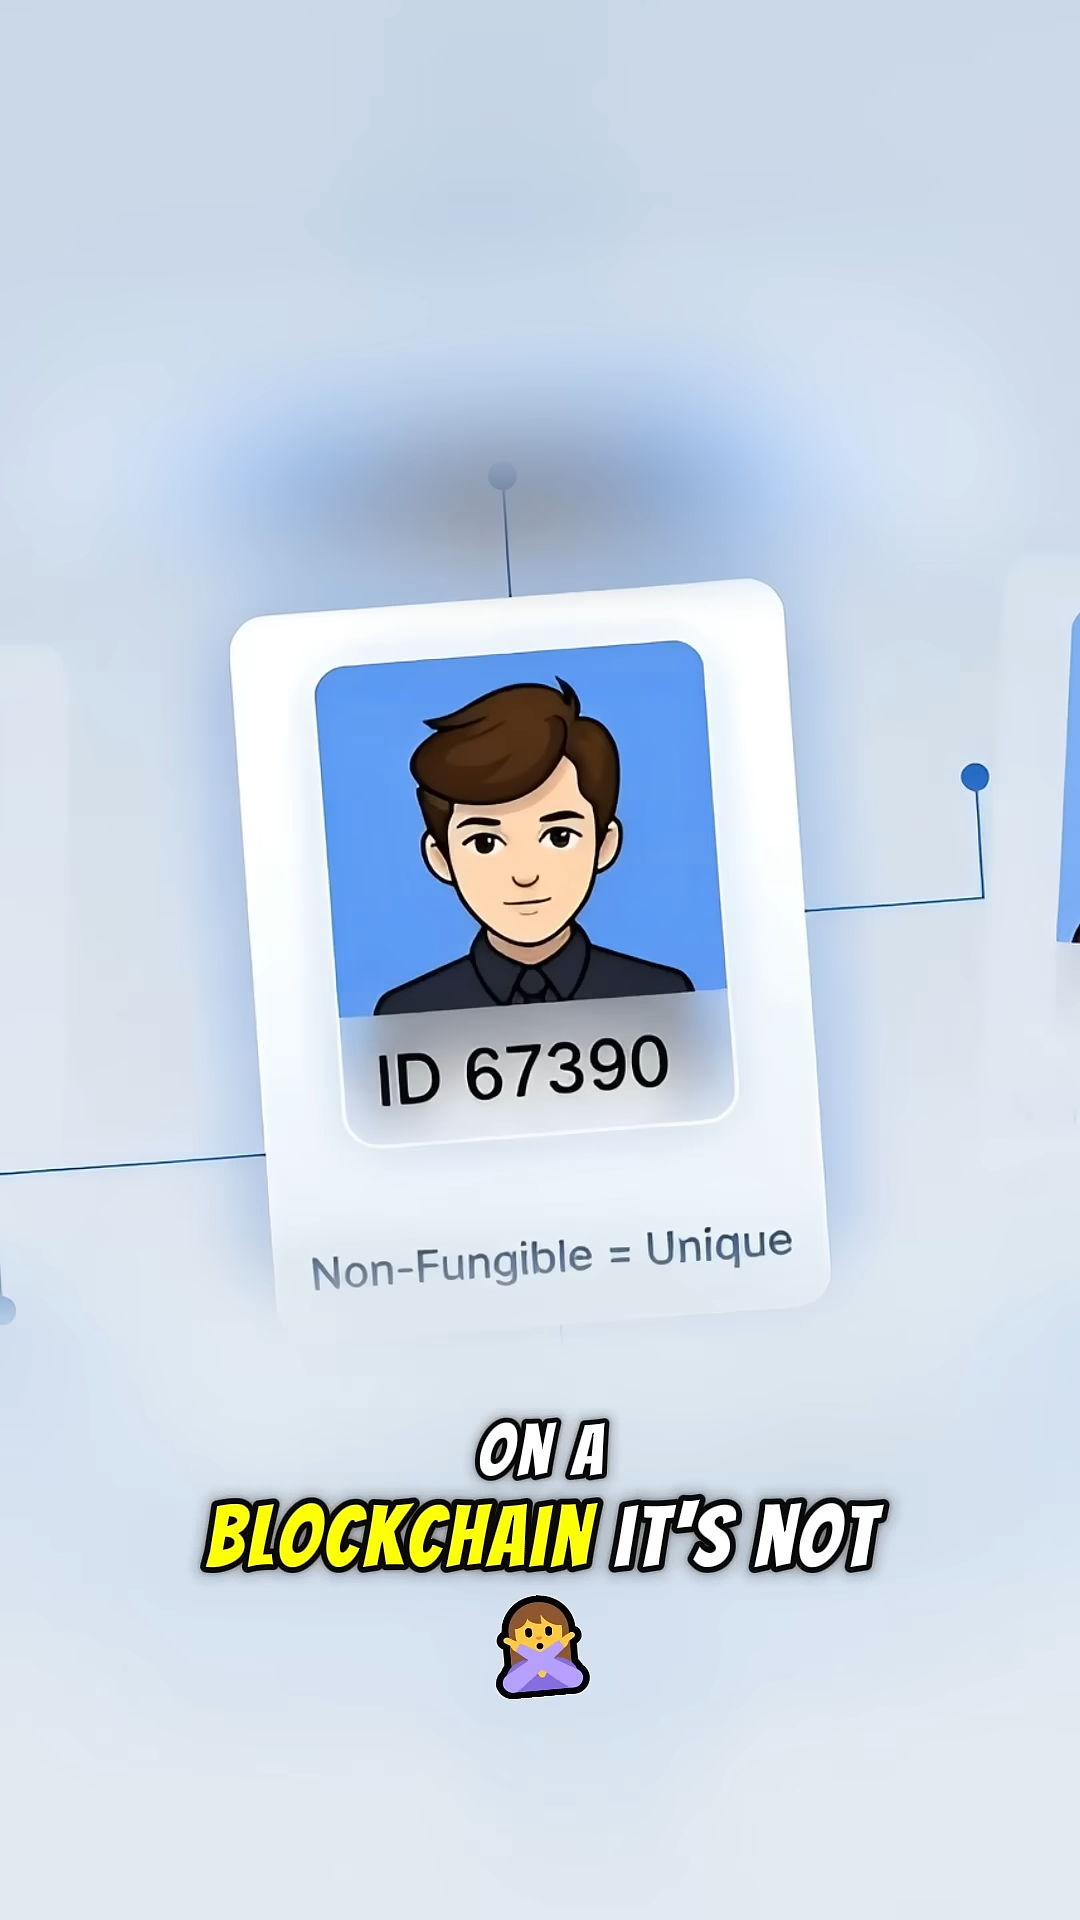 ID 67390
Non-Fungible = Unique
ON A
BLOCKCHAIN IT'S NOT